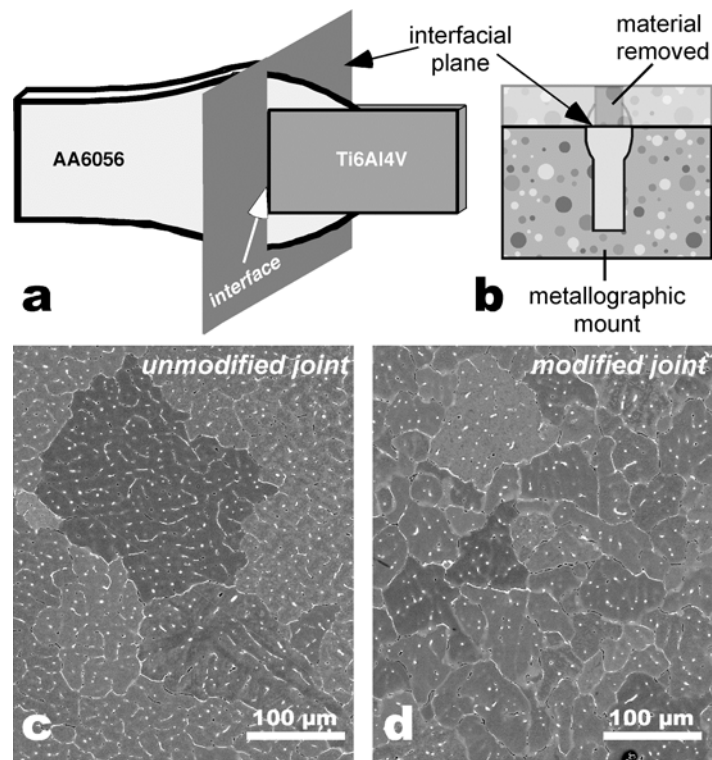 interfacial
plane
material
removed
AA6056
Ti6Al4V
interface
a
b
metallographic
mount
unmodified joint
modified joint
c
100 µm
d
100 µm